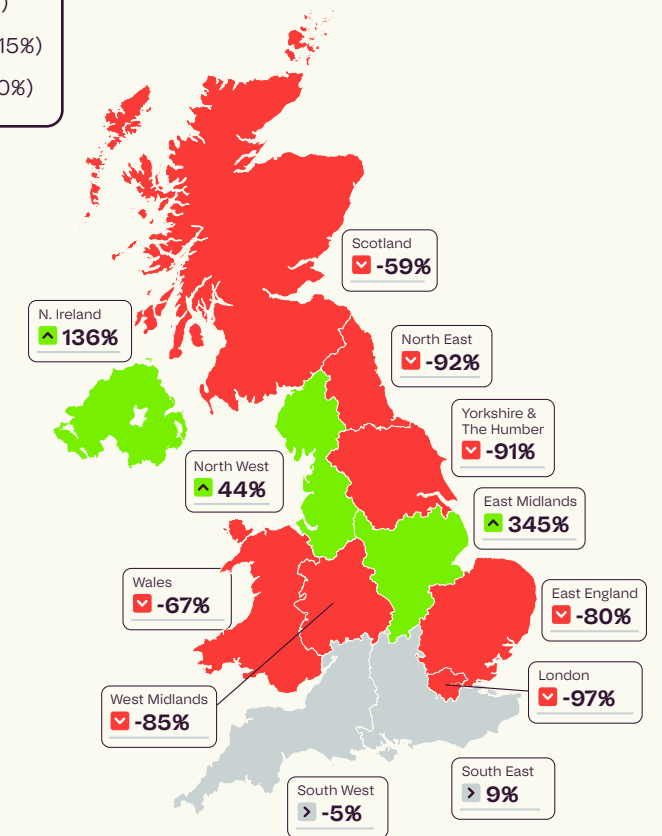 )
15%)
0%)
Scotland
-59%
N. Ireland
136%
North East
-92%
Yorkshire &
The Humber
-91%
North West
44%
East Midlands
345%
Wales
-67%
East England
-80%
London
-97%
West Midlands
-85%
South East
9%
South West
-5%